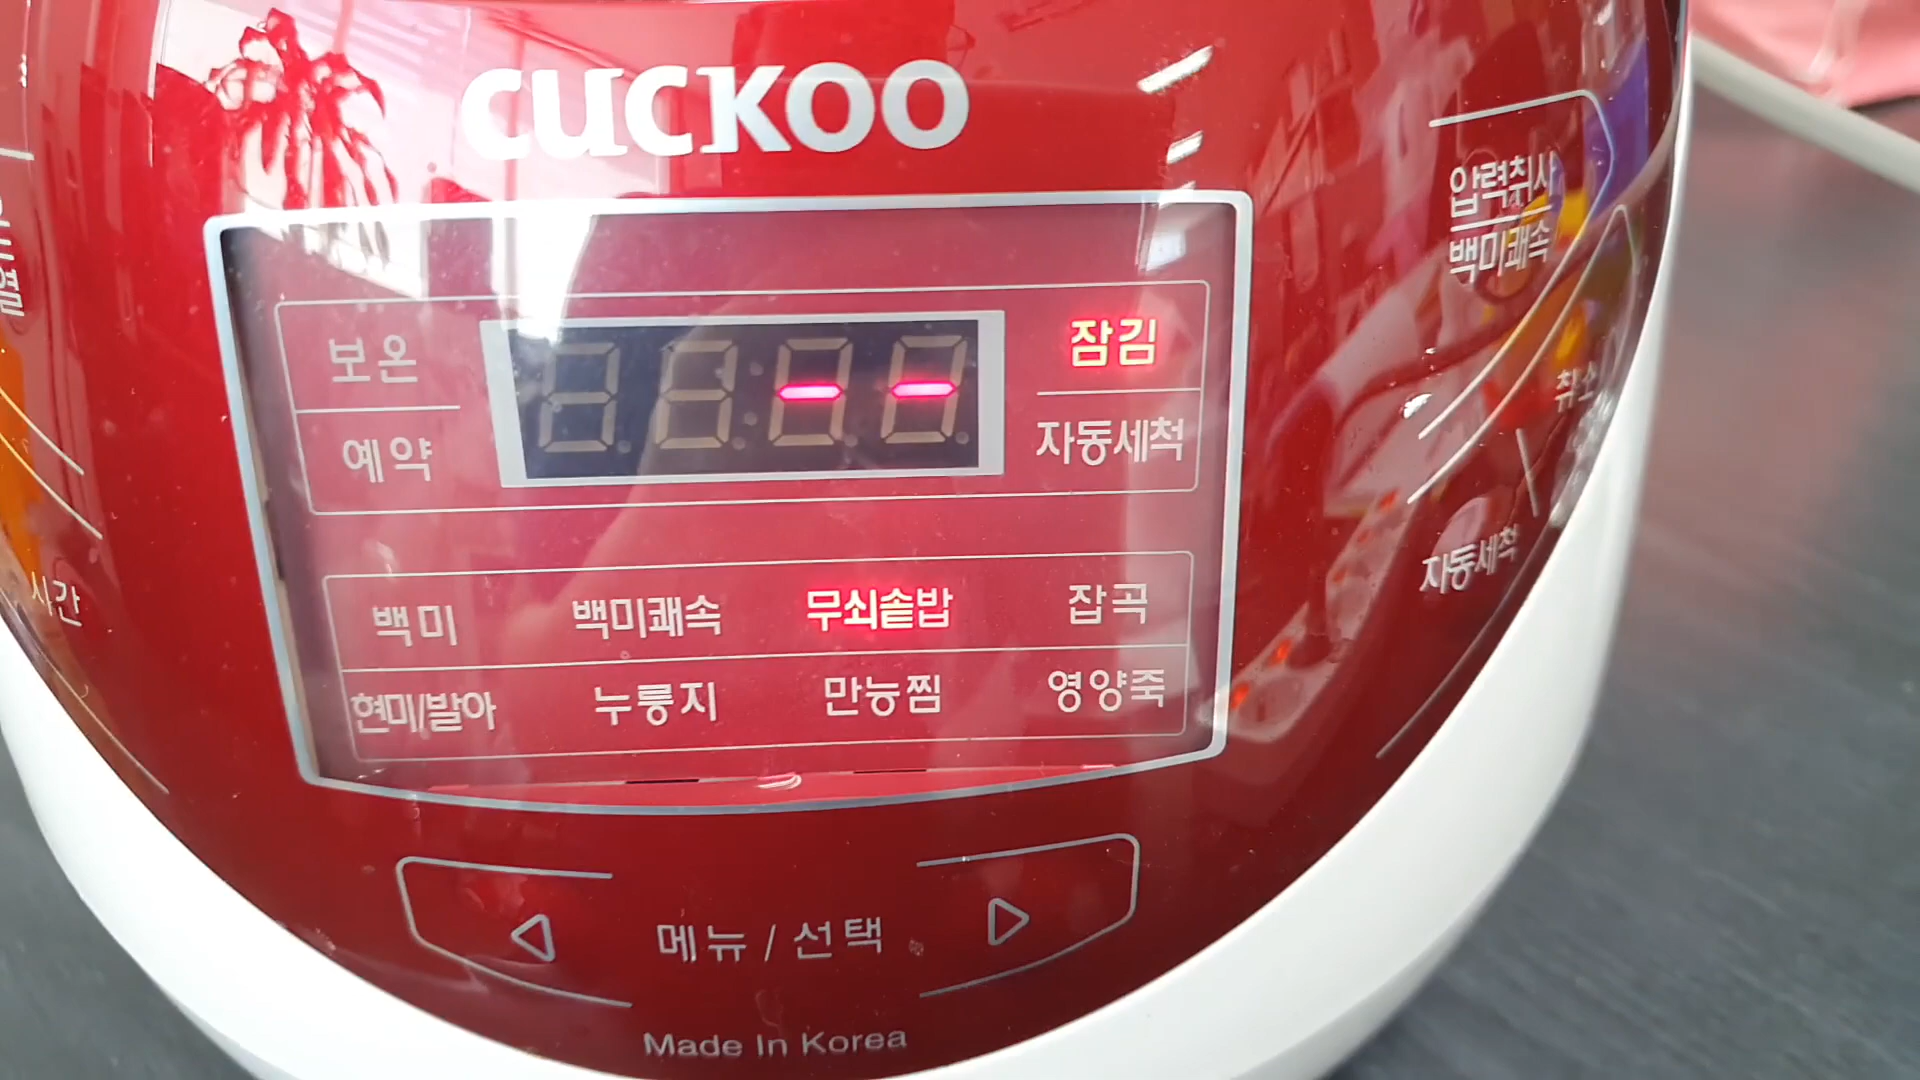 CUCKOO
압력취사
백미쾌속
보온
잠김
예약
자동세척
취소
자동세척
시간
백미 백미쾌속 무쇠솥밥 잡곡
현미/발아 누룽지 만능찜 영양죽
메뉴 / 선택
Made In Korea